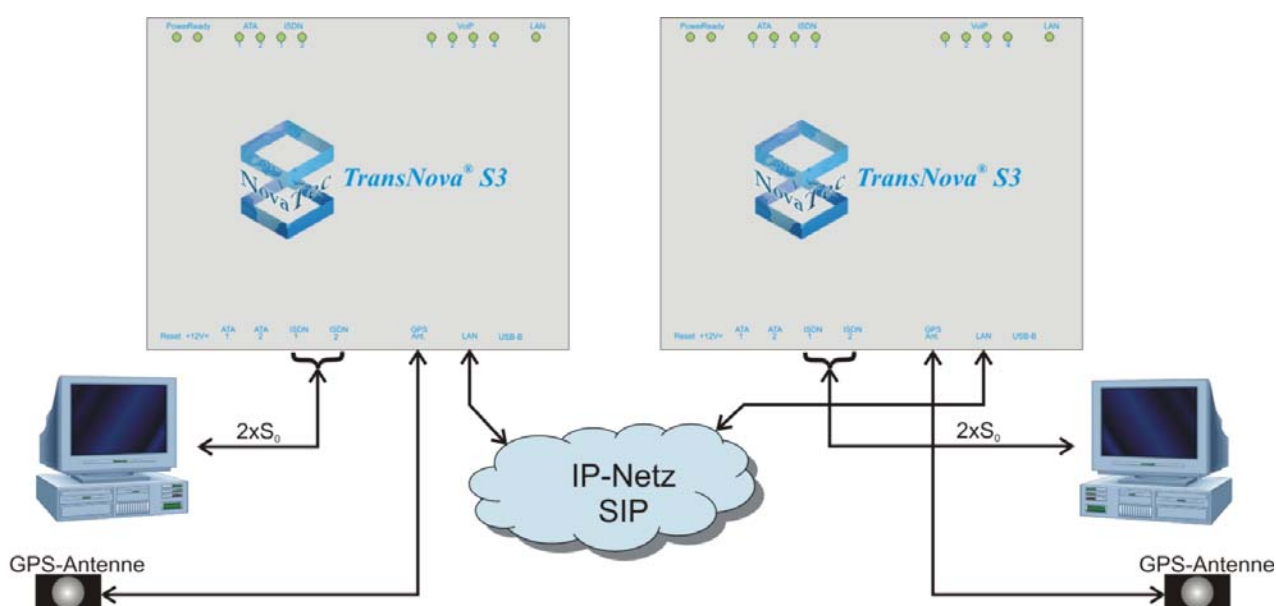 PowerReady ATA ISDN VoIP LAN
1 2 1 2 1 2 3 4
NovaTec
TransNova® S3
Reset +12V= ATA 1 ATA 2 ISDN 1 ISDN 2 GPS Ant. LAN USB-B
PowerReady ATA ISDN VoIP LAN
1 2 1 2 1 2 3 4
NovaTec
TransNova® S3
Reset +12V= ATA 1 ATA 2 ISDN 1 ISDN 2 GPS Ant. LAN USB-B
2xS₀
2xS₀
IP-Netz
SIP
GPS-Antenne
GPS-Antenne